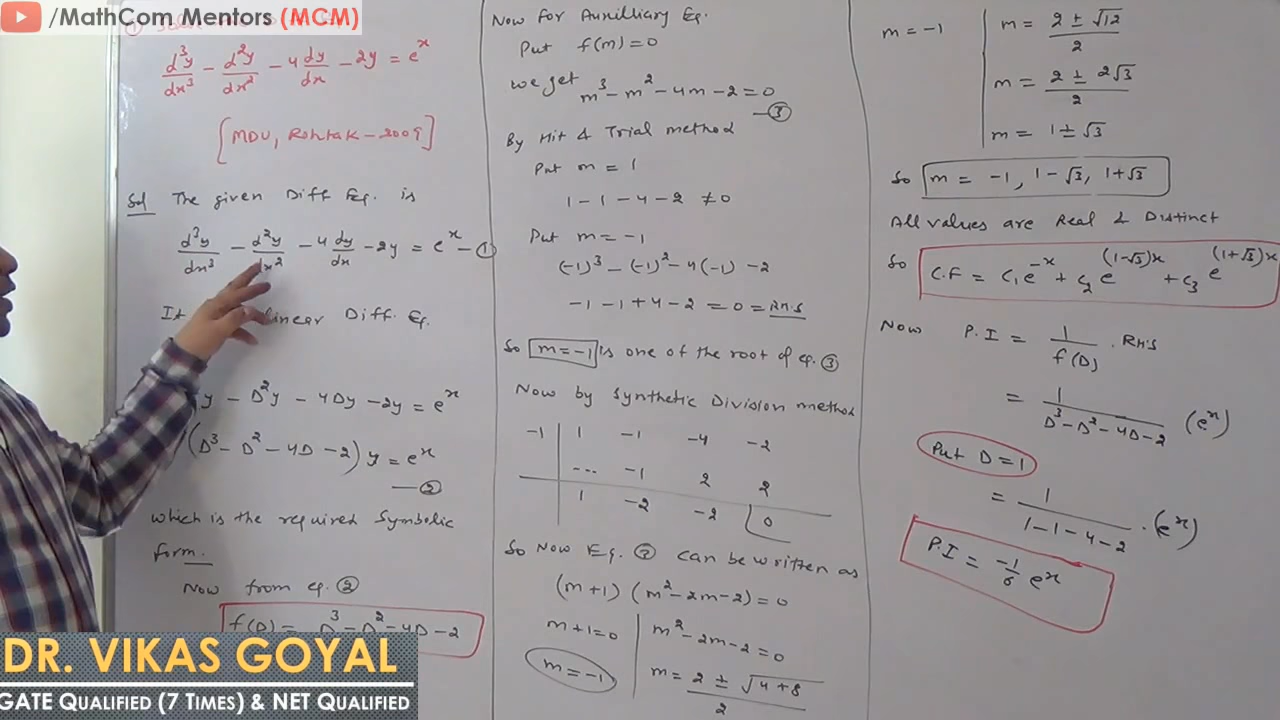 /MathCom Mentors (MCM)
d³y/dx³ - d²y/dx² - 4 dy/dx - 2y = e^x
[MDU, Rohtak - 2009]
Sol The given Diff Eq. is
d³y/dx³ - d²y/dx² - 4 dy/dx - 2y = e^x — ①
It linear Diff. Eq.
y - D²y - 4Dy - 2y = e^x
(D³ - D² - 4D - 2) y = e^x
— ②
which is the required Symbolic
form.
Now from eq. ②
f(D) = D³ - D² - 4D - 2
DR. VIKAS GOYAL
GATE QUALIFIED (7 TIMES) & NET QUALIFIED
Now for Auxilliary Eq.
Put f(m) = 0
we get m³ - m² - 4m - 2 = 0
— ③
By Hit & Trial method
Put m = 1
1 - 1 - 4 - 2 ≠ 0
Put m = -1
(-1)³ - (-1)² - 4(-1) - 2
-1 - 1 + 4 - 2 = 0 = RHS
So m = -1 is one of the root of eq. ③
Now by Synthetic Division method
-1 | 1 -1 -4 -2
... -1 2 2
1 -2 -2 0
So Now Eq. ② can be written as
(m+1) (m² - 2m - 2) = 0
m+1 = 0 | m² - 2m - 2 = 0
m = -1 | m = (2 ± √(4+8))/2
m = -1 | m = (2 ± √12)/2
m = (2 ± 2√3)/2
m = 1 ± √3
So m = -1, 1-√3, 1+√3
All values are Real & Distinct
So C.F = c₁e^-x + c₂ e^(1-√3)x + c₃ e^(1+√3)x
Now P.I = 1/f(D) . RHS
= 1/(D³ - D² - 4D - 2) (e^x)
Put D = 1
= 1/(1-1-4-2) . (e^x)
P.I = -1/6 e^x